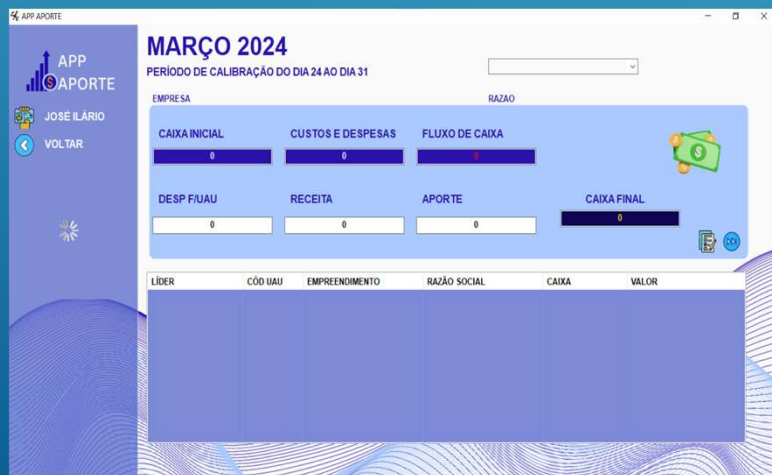 APP APORTE
APP
APORTE
JOSÉ ILÁRIO
VOLTAR
MARÇO 2024
PERÍODO DE CALIBRAÇÃO DO DIA 24 AO DIA 31
EMPRESA RAZAO
CAIXA INICIAL CUSTOS E DESPESAS FLUXO DE CAIXA
0 0 0
DESP F/UAU RECEITA APORTE CAIXA FINAL
0 0 0 0
LÍDER CÓD UAU EMPREENDIMENTO RAZÃO SOCIAL CAIXA VALOR